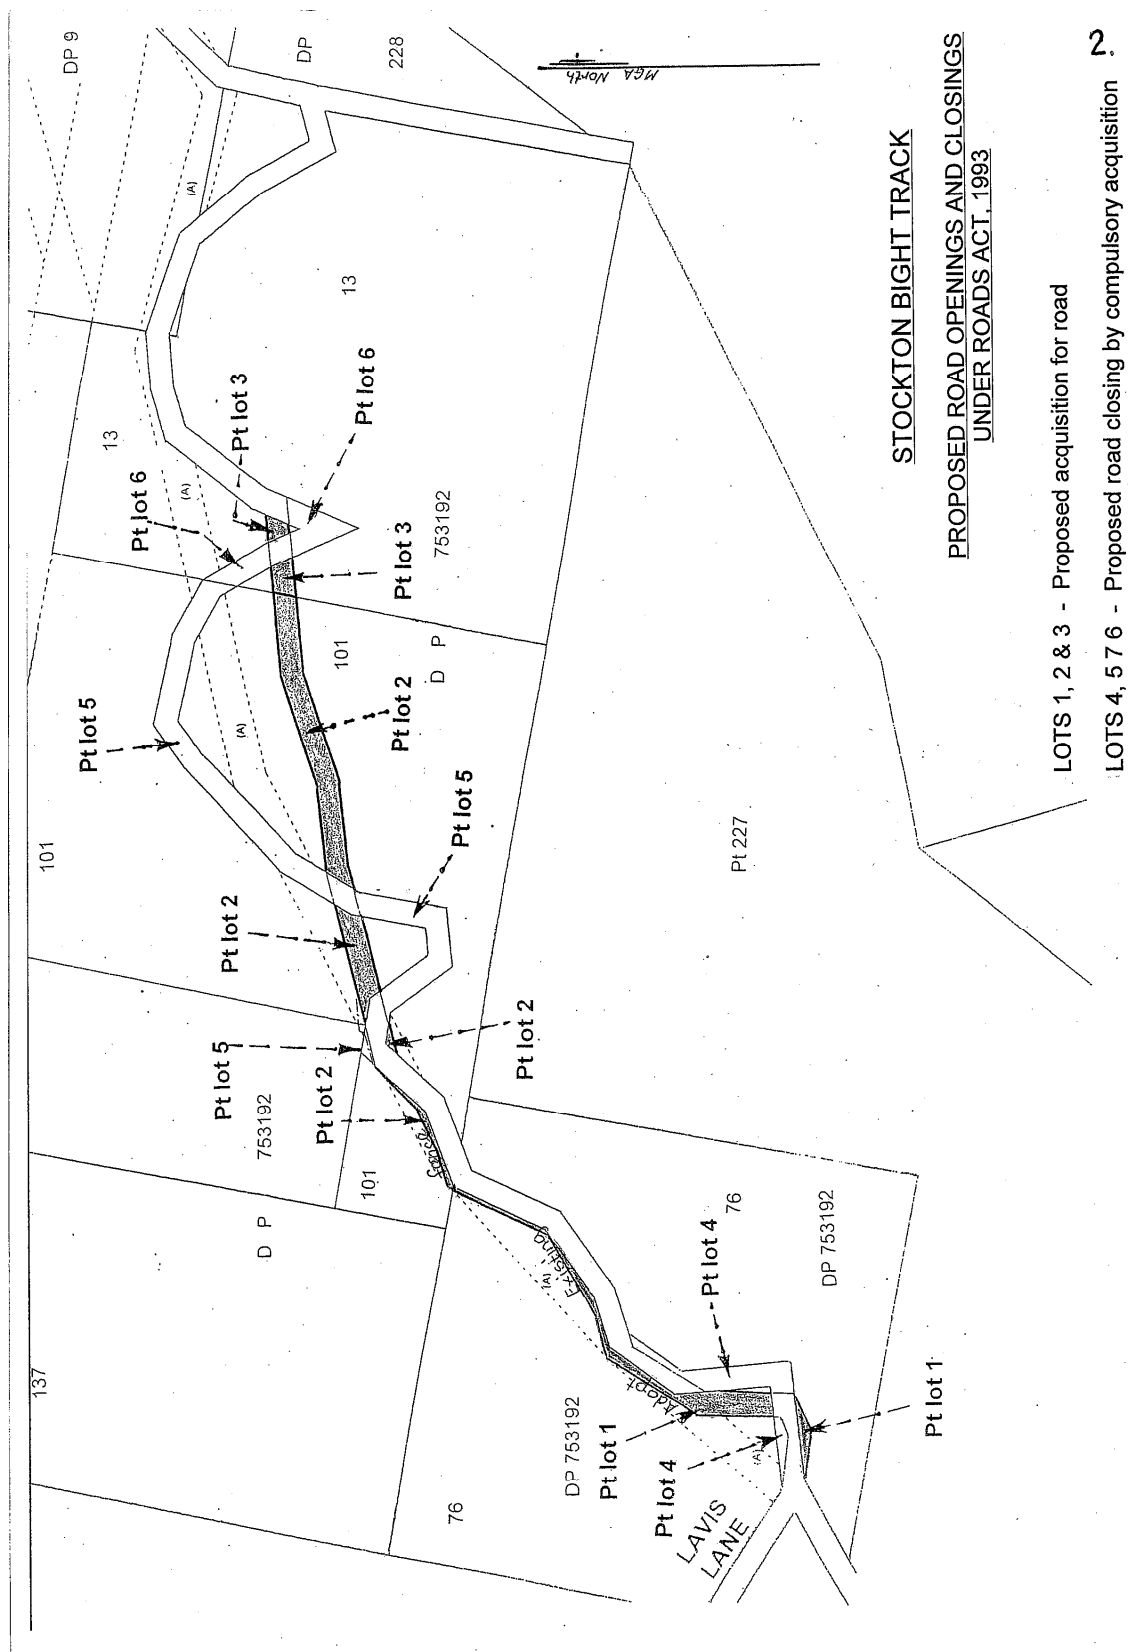 2.
STOCKTON BIGHT TRACK
PROPOSED ROAD OPENINGS AND CLOSINGS
UNDER ROADS ACT, 1993
LOTS 1, 2 & 3 - Proposed acquisition for road
LOTS 4, 5 7 6 - Proposed road closing by compulsory acquisition
MGA North
DP 9
DP
228
(A)
13
13
Pt lot 3
Pt lot 6
Pt lot 6
(A)
Pt lot 3
753192
101
D P
Pt lot 2
Pt lot 5
(A)
101
Pt lot 5
Pt lot 2
Pt 227
Pt lot 2
Pt lot 5
Pt lot 2
753192
D P
101
137
Existing
(A)
Adopt
76
Pt lot 4
DP 753192
DP 753192
Pt lot 1
Pt lot 4
(A)
Pt lot 1
76
LAVIS
LANE